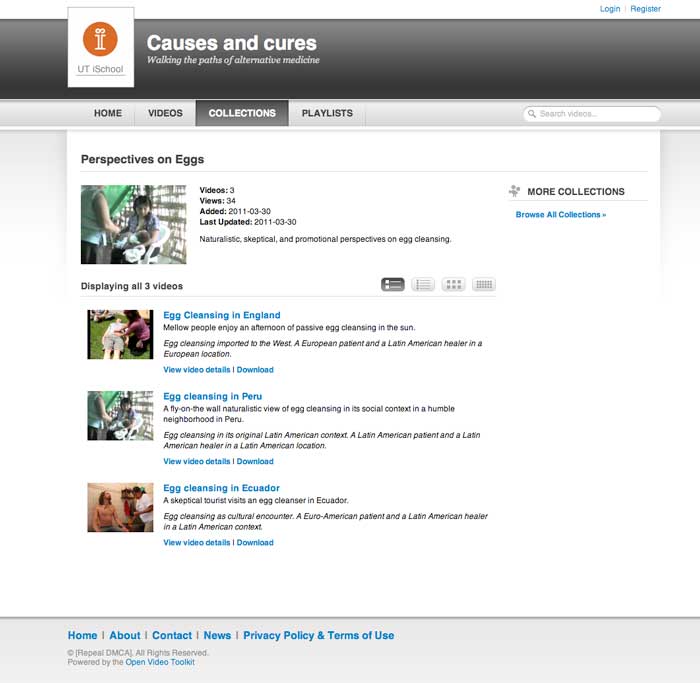 Login | Register
UT iSchool
Causes and cures
Walking the paths of alternative medicine
HOME VIDEOS COLLECTIONS PLAYLISTS Search videos...
Perspectives on Eggs
Videos: 3
Views: 34
Added: 2011-03-30
Last Updated: 2011-03-30
Naturalistic, skeptical, and promotional perspectives on egg cleansing.
MORE COLLECTIONS
Browse All Collections »
Displaying all 3 videos
Egg Cleansing in England
Mellow people enjoy an afternoon of passive egg cleansing in the sun.
Egg cleansing imported to the West. A European patient and a Latin American healer in a
European location.
View video details | Download
Egg cleansing in Peru
A fly-on-the wall naturalistic view of egg cleansing in its social context in a humble
neighborhood in Peru.
Egg cleansing in its original Latin American context. A Latin American patient and a Latin
American healer in a Latin American location.
View video details | Download
Egg cleansing in Ecuador
A skeptical tourist visits an egg cleanser in Ecuador.
Egg cleansing as cultural encounter. A Euro-American patient and a Latin American healer
in a Latin American context.
View video details | Download
Home | About | Contact | News | Privacy Policy & Terms of Use
© [Repeal DMCA]. All Rights Reserved.
Powered by the Open Video Toolkit